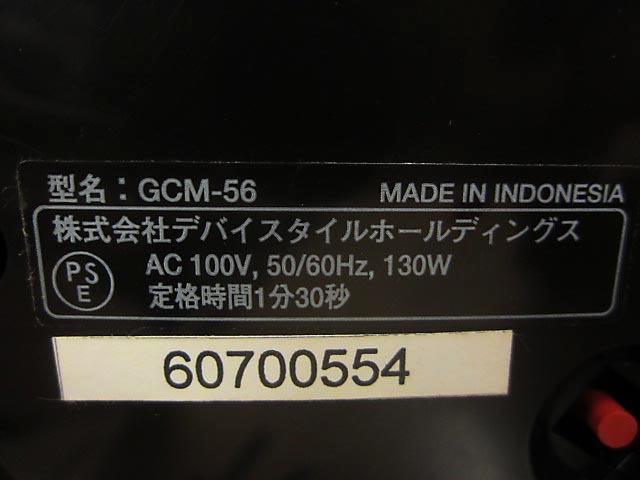 型名：GCM-56 MADE IN INDONESIA
株式会社デバイスタイルホールディングス
PS
E
AC 100V, 50/60Hz, 130W
定格時間1分30秒
60700554